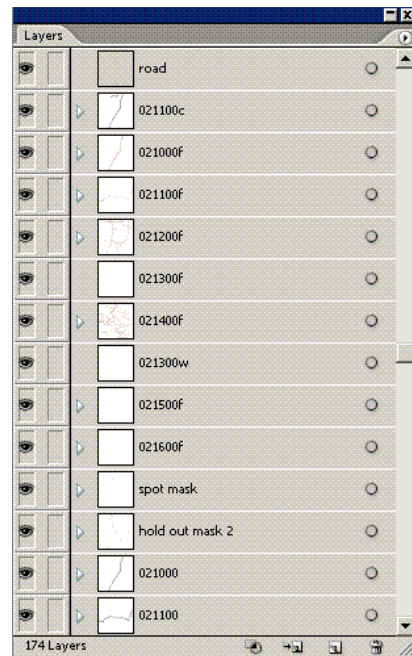 Layers
road
021100c
021000f
021100f
021200f
021300f
021400f
021300w
021500f
021600f
spot mask
hold out mask 2
021000
021100
174 Layers